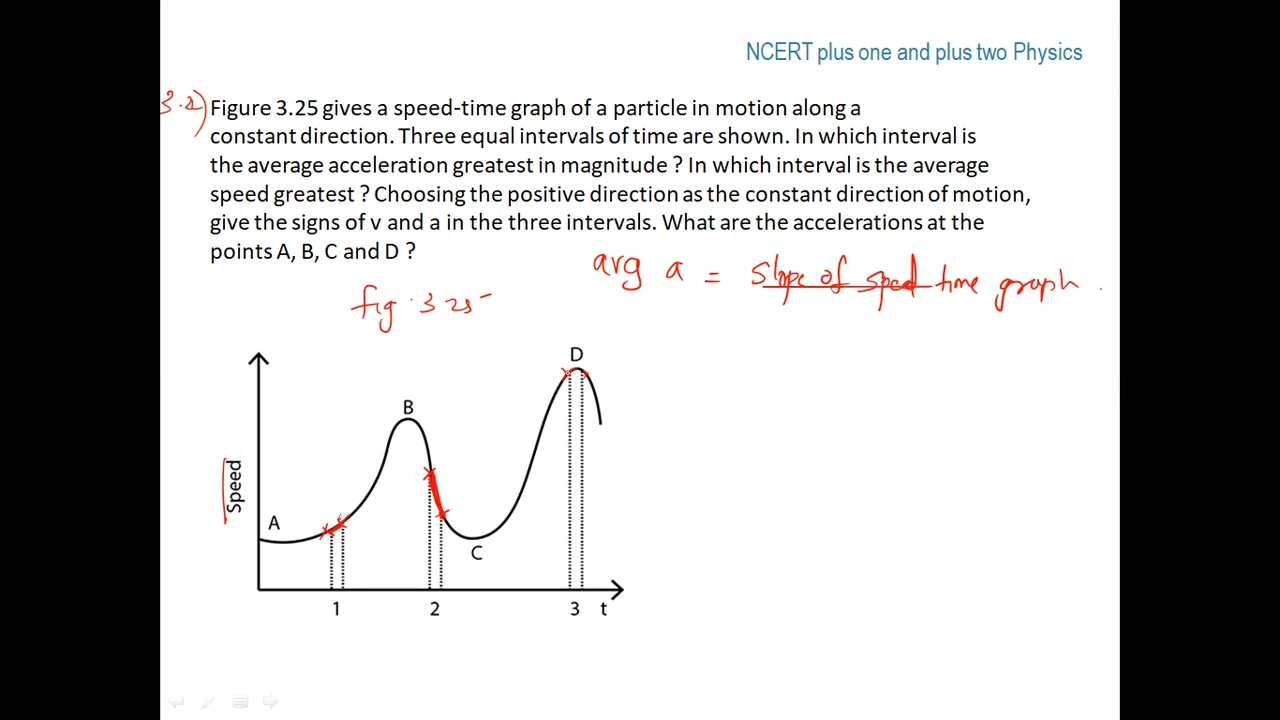 NCERT plus one and plus two Physics
Figure 3.25 gives a speed-time graph of a particle in motion along a
constant direction. Three equal intervals of time are shown. In which interval is
the average acceleration greatest in magnitude ? In which interval is the average
speed greatest ? Choosing the positive direction as the constant direction of motion,
give the signs of v and a in the three intervals. What are the accelerations at the
points A, B, C and D ?
avg a = slope of speed time graph .
fig . 3 25
D
B
Speed
A
C
1 2 3 t